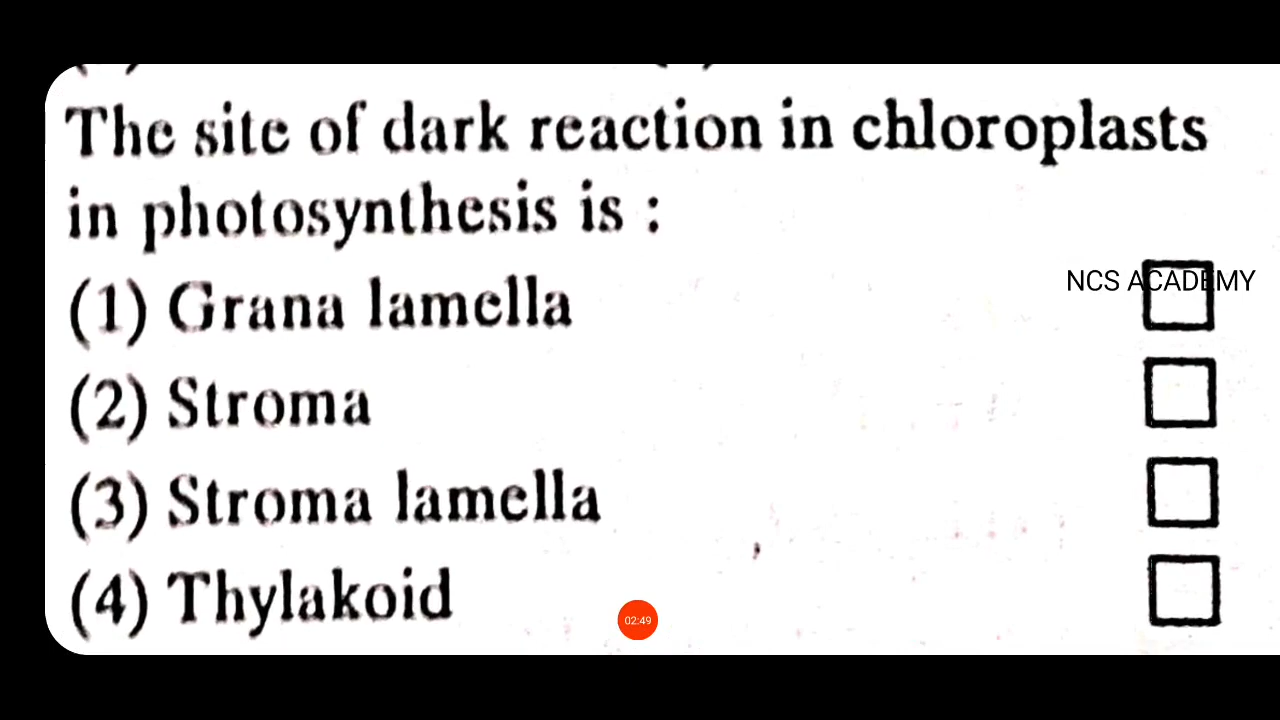 The site of dark reaction in chloroplasts
in photosynthesis is :
(1) Grana lamella
NCS ACADEMY
(2) Stroma
(3) Stroma lamella
(4) Thylakoid
02:49